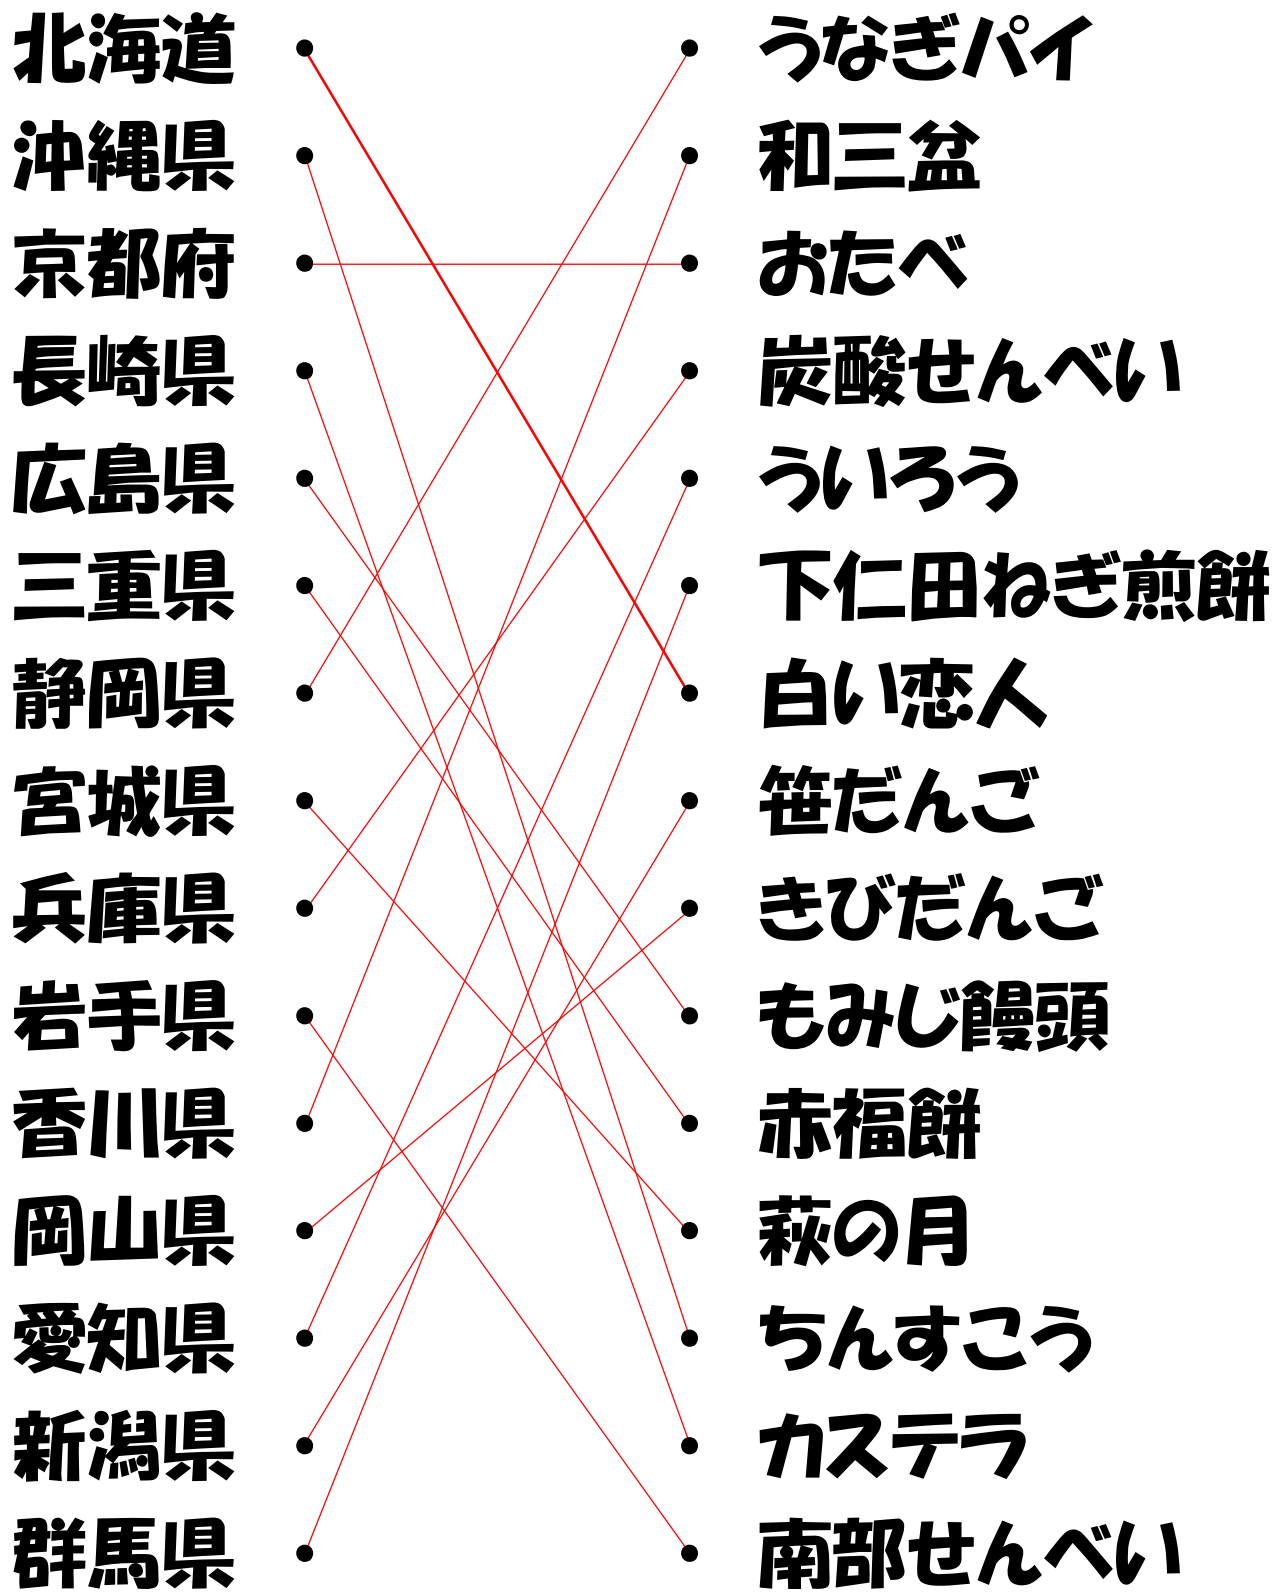 北海道 うなぎパイ
沖縄県 和三盆
京都府 おたべ
長崎県 炭酸せんべい
広島県 ういろう
三重県 下仁田ねぎ煎餅
静岡県 白い恋人
宮城県 笹だんご
兵庫県 きびだんご
岩手県 もみじ饅頭
香川県 赤福餅
岡山県 萩の月
愛知県 ちんすこう
新潟県 カステラ
群馬県 南部せんべい